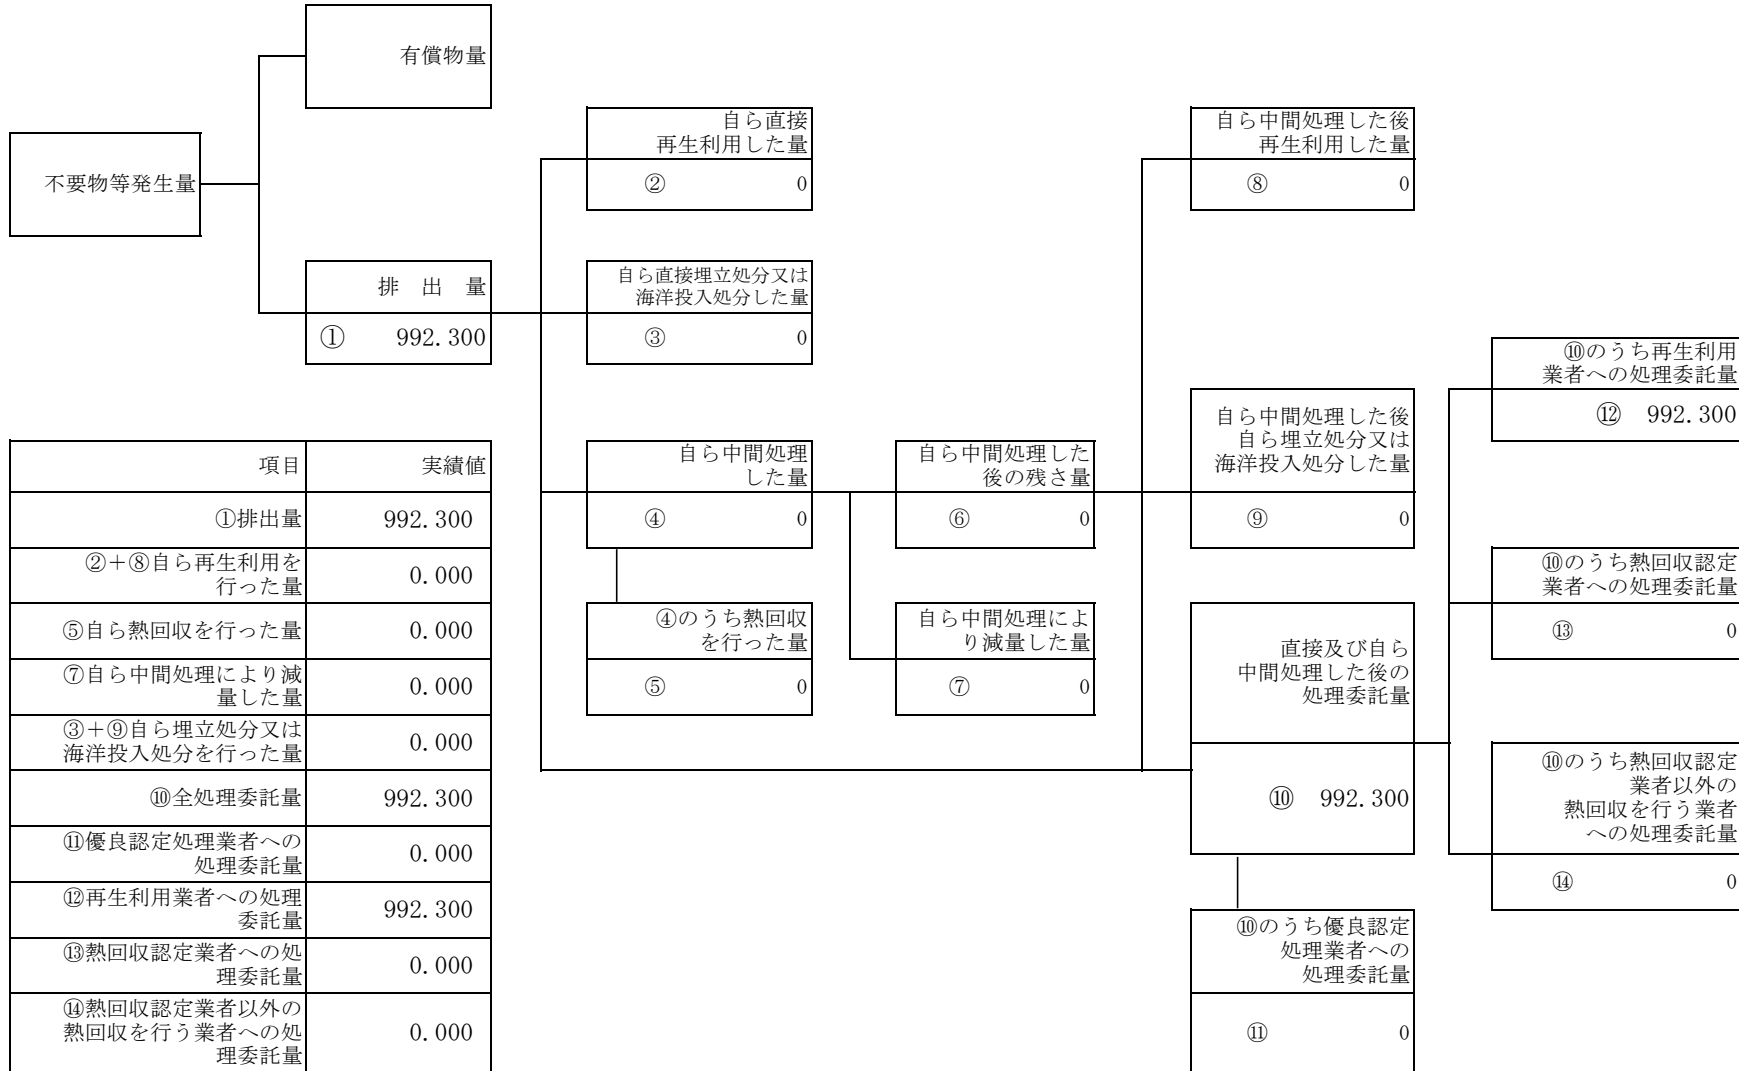 有償物量
不要物等発生量
排　出　量
① 992.300
自ら直接
再生利用した量
② 0
自ら直接埋立処分又は
海洋投入処分した量
③ 0
自ら中間処理
した量
④ 0
④のうち熱回収
を行った量
⑤ 0
自ら中間処理した
後の残さ量
⑥ 0
自ら中間処理によ
り減量した量
⑦ 0
自ら中間処理した後
再生利用した量
⑧ 0
自ら中間処理した後
自ら埋立処分又は
海洋投入処分した量
⑨ 0
直接及び自ら
中間処理した後の
処理委託量
⑩ 992.300
⑩のうち優良認定
処理業者への
処理委託量
⑪ 0
⑩のうち再生利用
業者への処理委託量
⑫ 992.300
⑩のうち熱回収認定
業者への処理委託量
⑬ 0
⑩のうち熱回収認定
業者以外の
熱回収を行う業者
への処理委託量
⑭ 0
項目 実績値
①排出量 992.300
②＋⑧自ら再生利用を
行った量 0.000
⑤自ら熱回収を行った量 0.000
⑦自ら中間処理により減
量した量 0.000
③＋⑨自ら埋立処分又は
海洋投入処分を行った量 0.000
⑩全処理委託量 992.300
⑪優良認定処理業者への
処理委託量 0.000
⑫再生利用業者への処理
委託量 992.300
⑬熱回収認定業者への処
理委託量 0.000
⑭熱回収認定業者以外の
熱回収を行う業者への処
理委託量 0.000